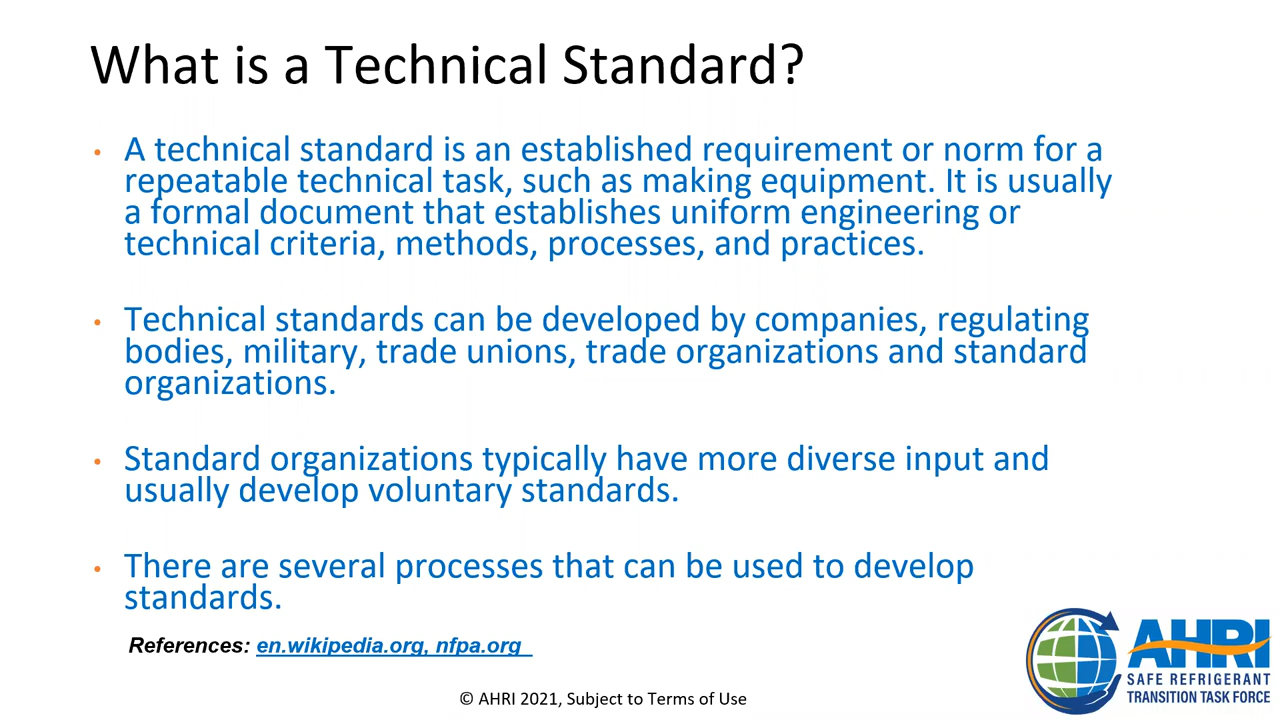 What is a Technical Standard?
• A technical standard is an established requirement or norm for a
repeatable technical task, such as making equipment. It is usually
a formal document that establishes uniform engineering or
technical criteria, methods, processes, and practices.
• Technical standards can be developed by companies, regulating
bodies, military, trade unions, trade organizations and standard
organizations.
• Standard organizations typically have more diverse input and
usually develop voluntary standards.
• There are several processes that can be used to develop
standards.
References: en.wikipedia.org, nfpa.org
© AHRI 2021, Subject to Terms of Use
AHRI
SAFE REFRIGERANT
TRANSITION TASK FORCE